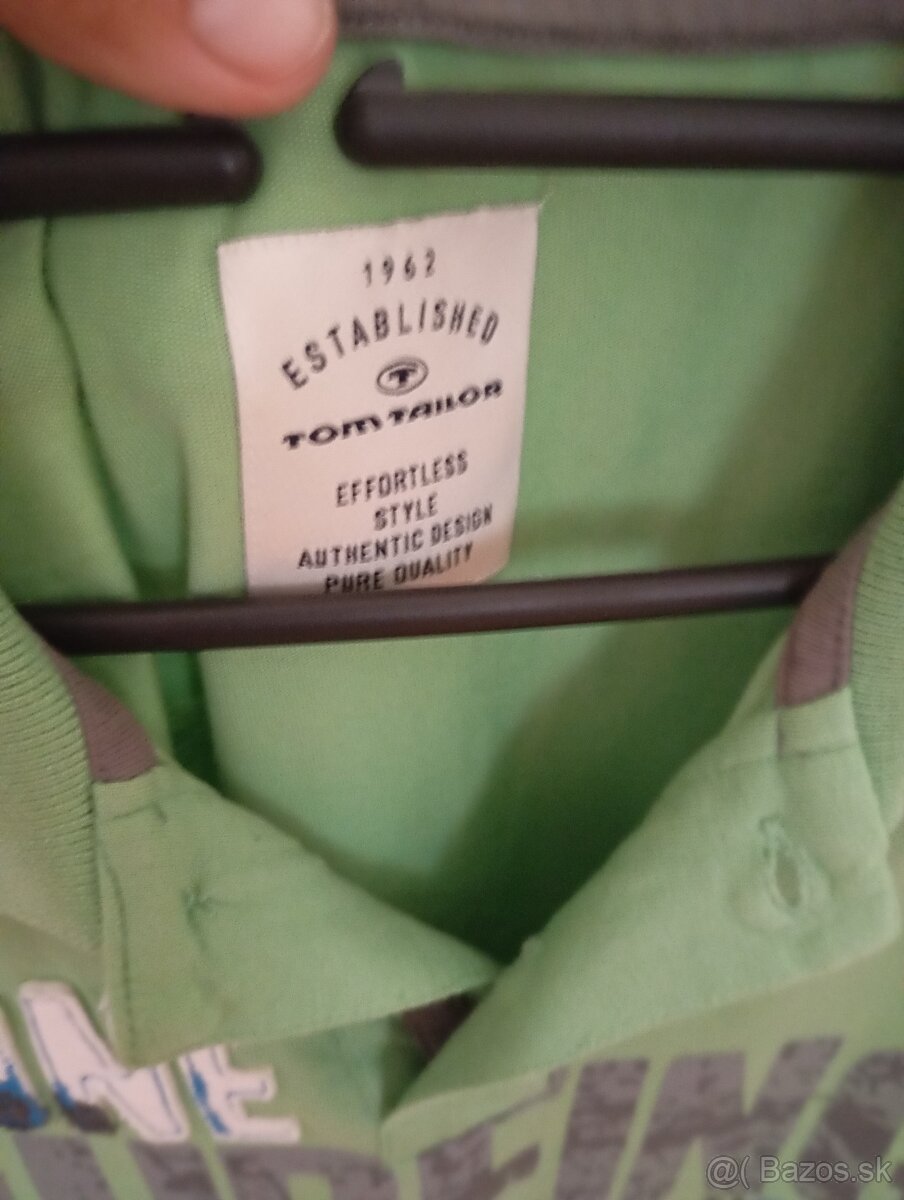 1962
ESTABLISHED
T
TOM TAILOR
EFFORTLESS
STYLE
AUTHENTIC DESIGN
PURE QUALITY
@( Bazos.sk